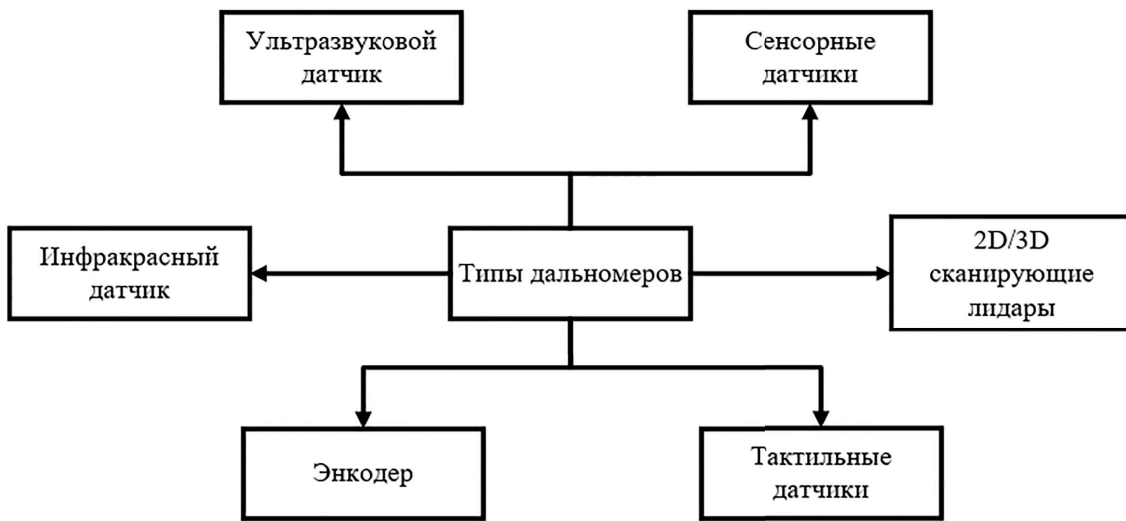 Ультразвуковой
датчик
Сенсорные
датчики
Инфракрасный
датчик
Типы дальномеров
2D/3D
сканирующие
лидары
Энкодер
Тактильные
датчики